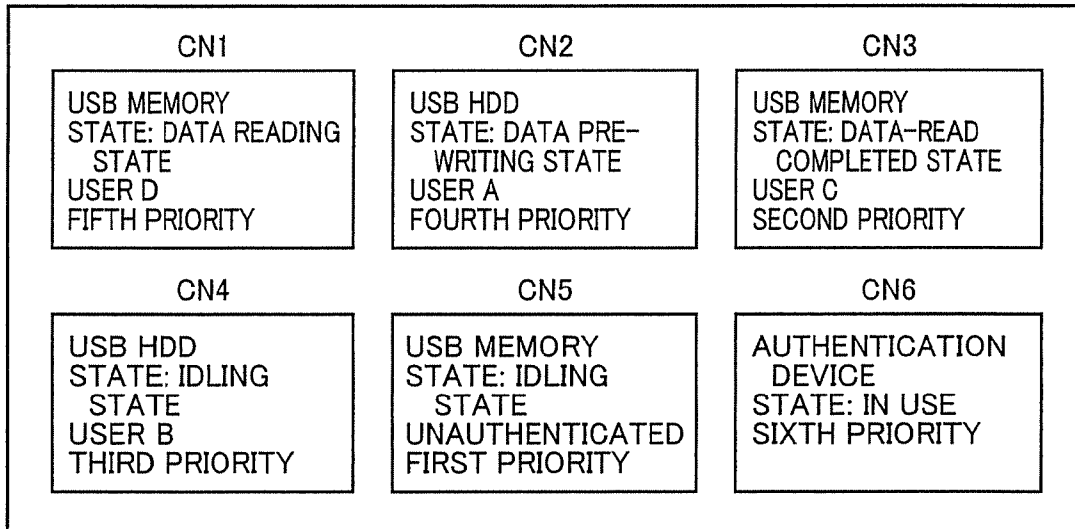 CN1
USB MEMORY
STATE: DATA READING
STATE
USER D
FIFTH PRIORITY
CN2
USB HDD
STATE: DATA PRE-
WRITING STATE
USER A
FOURTH PRIORITY
CN3
USB MEMORY
STATE: DATA-READ
COMPLETED STATE
USER C
SECOND PRIORITY
CN4
USB HDD
STATE: IDLING
STATE
USER B
THIRD PRIORITY
CN5
USB MEMORY
STATE: IDLING
STATE
UNAUTHENTICATED
FIRST PRIORITY
CN6
AUTHENTICATION
DEVICE
STATE: IN USE
SIXTH PRIORITY